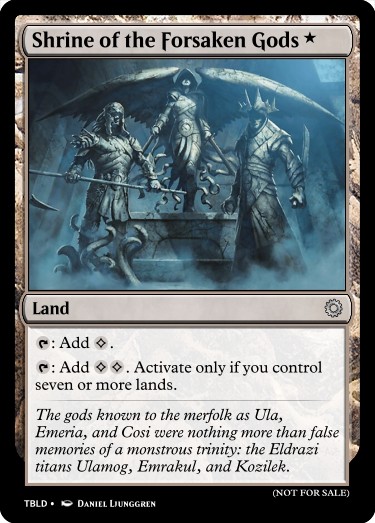 Shrine of the Forsaken Gods ★
Land
: Add .
: Add . Activate only if you control
seven or more lands.
The gods known to the merfolk as Ula,
Emeria, and Cosi were nothing more than false
memories of a monstrous trinity: the Eldrazi
titans Ulamog, Emrakul, and Kozilek.
TBLD • Daniel Ljunggren
(NOT FOR SALE)